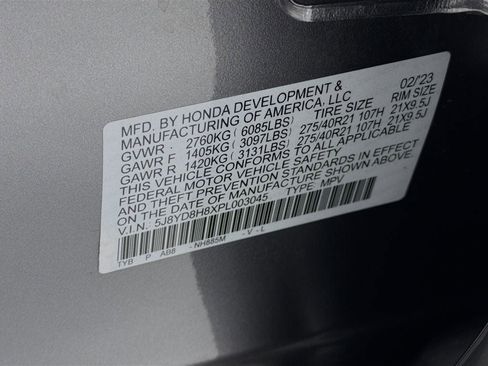 MFD. BY HONDA DEVELOPMENT & 02/'23
MANUFACTURING OF AMERICA, LLC
GVWR 2760KG ( 6085LBS) TIRE SIZE RIM SIZE
GAWR F 1405KG ( 3097LBS) 275/40R21 107H 21X9.5J
GAWR R 1420KG ( 3131LBS) 275/40R21 107H 21X9.5J
THIS VEHICLE CONFORMS TO ALL APPLICABLE
FEDERAL MOTOR VEHICLE SAFETY, BUMPER,
AND THEFT PREVENTION STANDARDS IN EFFECT
ON THE DATE OF MANUFACTURE SHOWN ABOVE.
V.I.N.: 5J8YD8H8XPL003045 TYPE: MPV
TYB P AB8 - NH885M - V - L